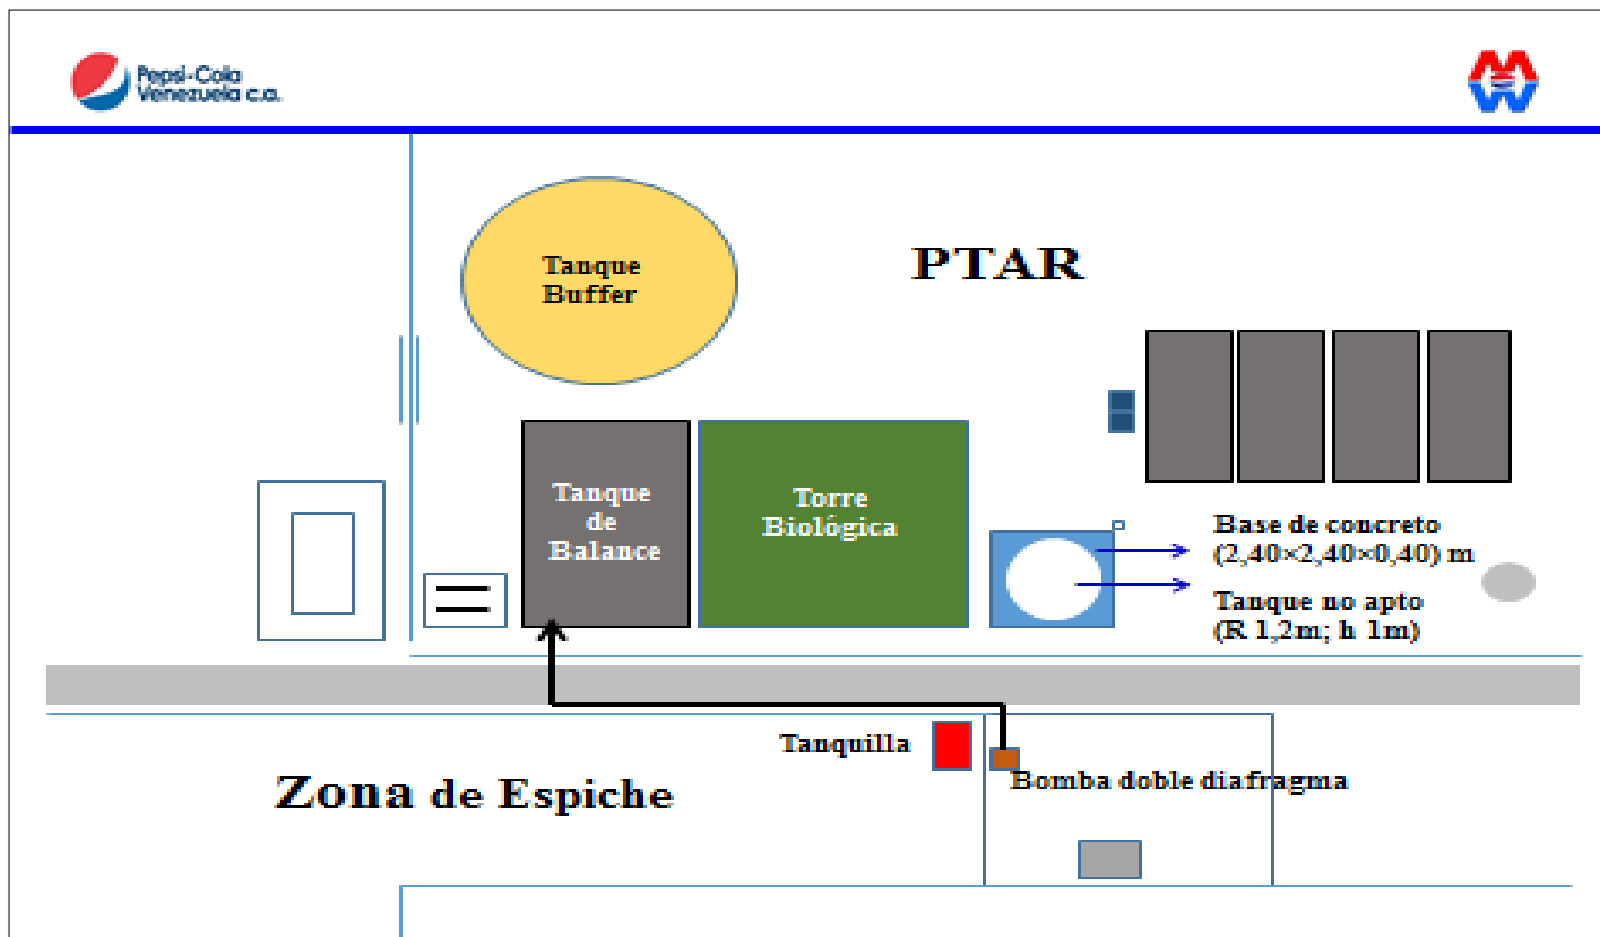 Pepsi-Cola
Venezuela c.a.
Tanque
Buffer
PTAR
Tanque
de
Balance
Torre
Biológica
Base de concreto
(2,40×2,40×0,40) m
Tanque no apto
(R 1,2m; h 1m)
Tanquilla
Bomba doble diafragma
Zona de Espiche